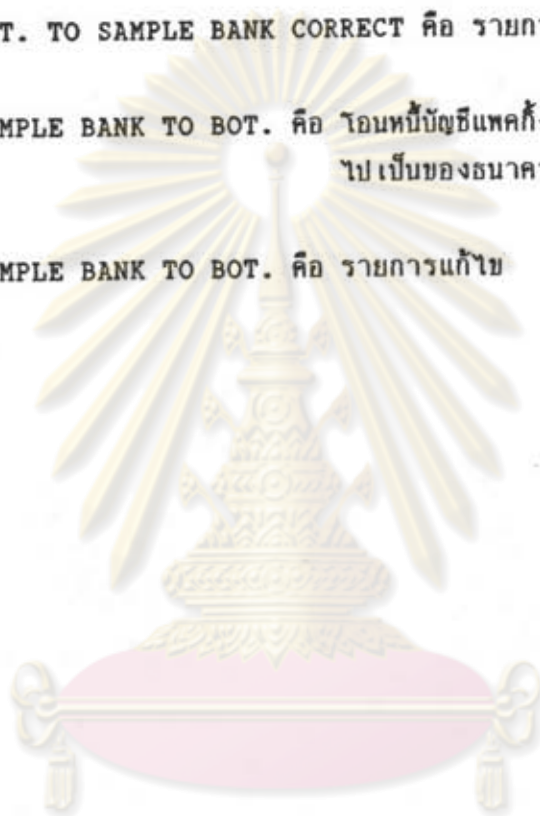 T. TO SAMPLE BANK CORRECT คือ รายกา
MPLE BANK TO BOT. คือ โอนหนี้บัญชีแพคกิ้
ไปเป็นของธนาคา
MPLE BANK TO BOT. คือ รายการแก้ไข